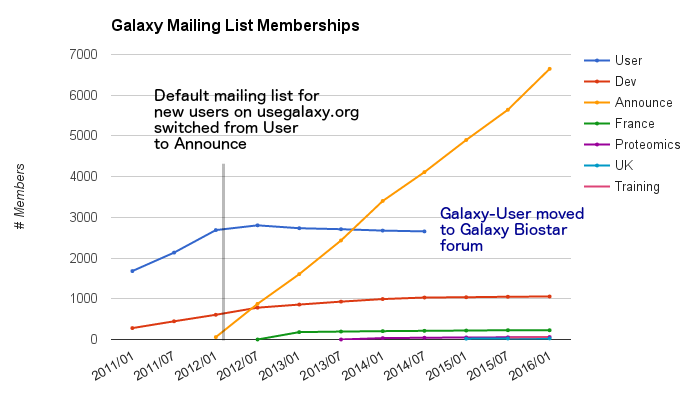 Galaxy Mailing List Memberships
7000
6000
5000
4000
3000
2000
1000
0
# Members
Default mailing list for
new users on usegalaxy.org
switched from User
to Announce
Galaxy-User moved
to Galaxy Biostar
forum
User
Dev
Announce
France
Proteomics
UK
Training
2011/01
2011/07
2012/01
2012/07
2013/01
2013/07
2014/01
2014/07
2015/01
2015/07
2016/01